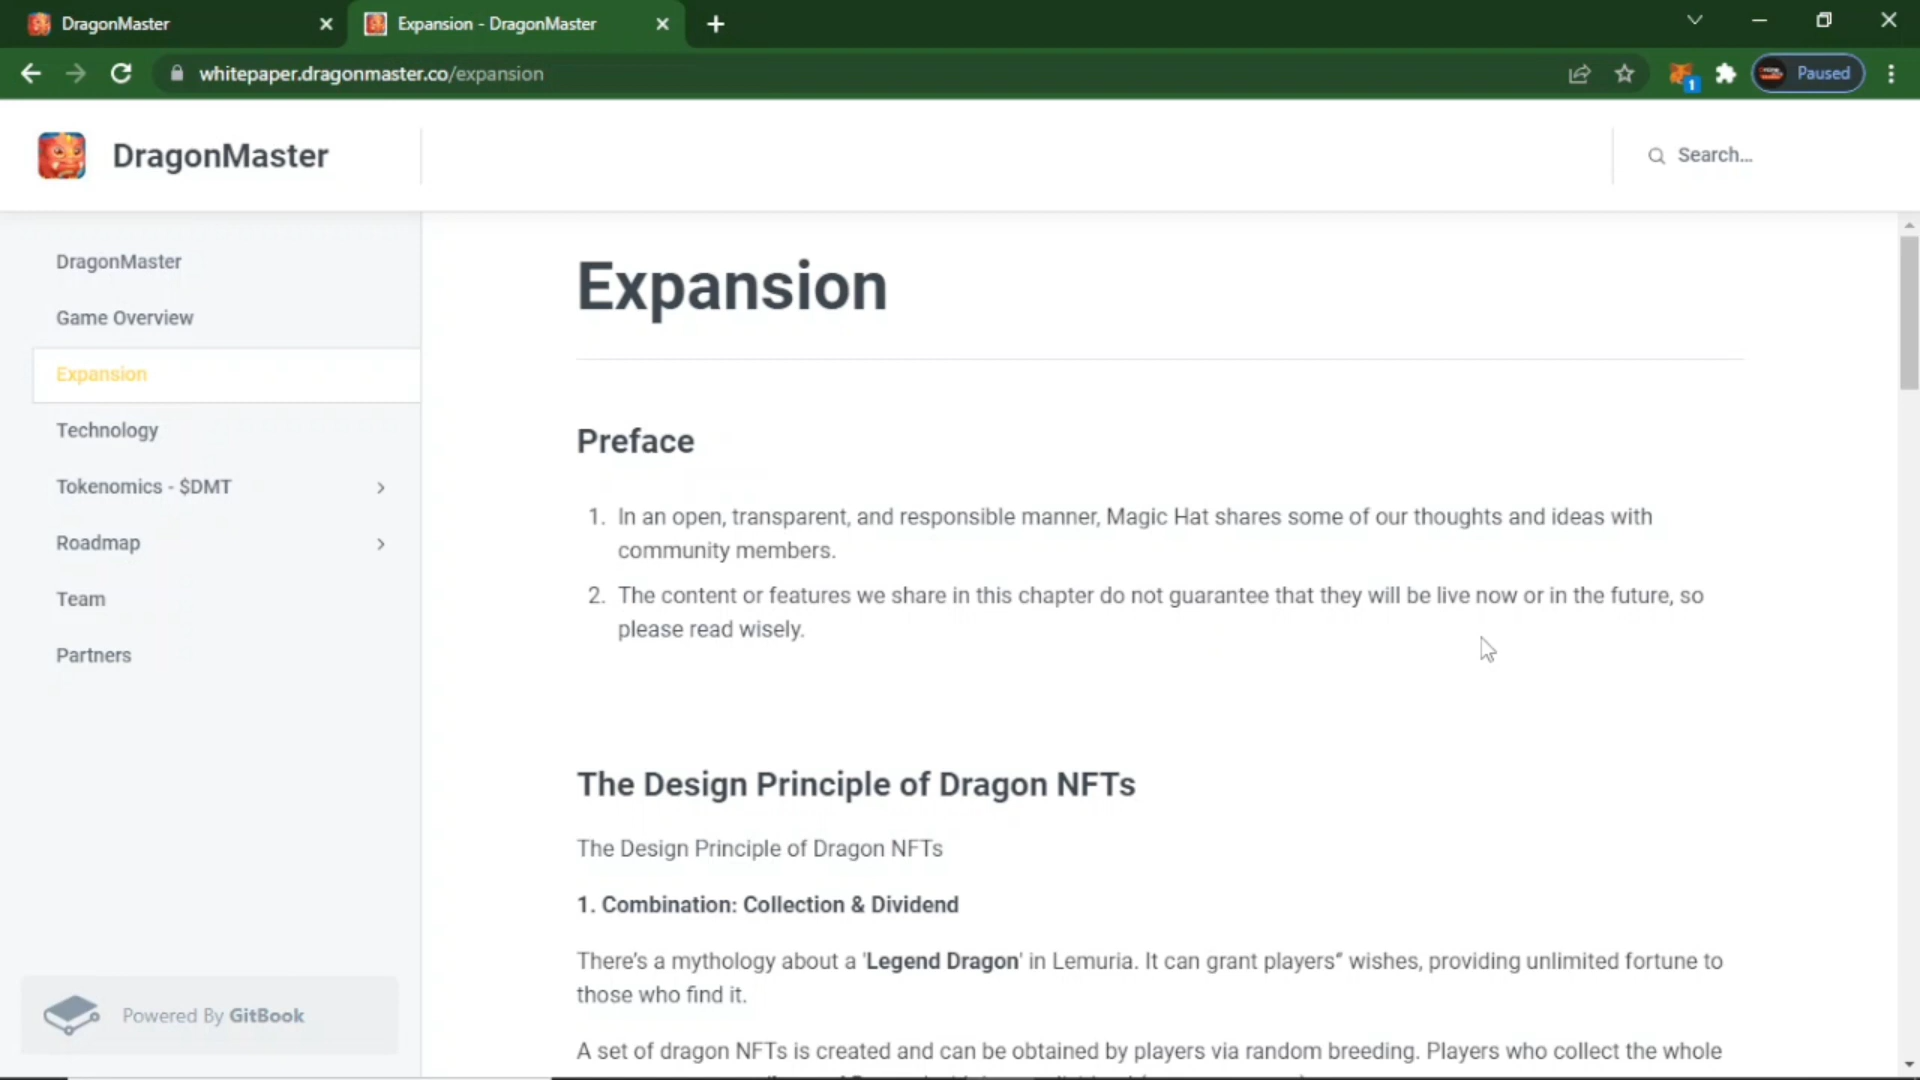 DragonMaster
Expansion - DragonMaster
whitepaper.dragonmaster.co/expansion
1
Paused
DragonMaster
Search...
DragonMaster
Game Overview
Expansion
Technology
Tokenomics - $DMT
Roadmap
Team
Partners
Powered By GitBook
Expansion
Preface
1. In an open, transparent, and responsible manner, Magic Hat shares some of our thoughts and ideas with
community members.
2. The content or features we share in this chapter do not guarantee that they will be live now or in the future, so
please read wisely.
The Design Principle of Dragon NFTs
The Design Principle of Dragon NFTs
1. Combination: Collection & Dividend
There's a mythology about a 'Legend Dragon' in Lemuria. It can grant players” wishes, providing unlimited fortune to
those who find it.
A set of dragon NFTs is created and can be obtained by players via random breeding. Players who collect the whole